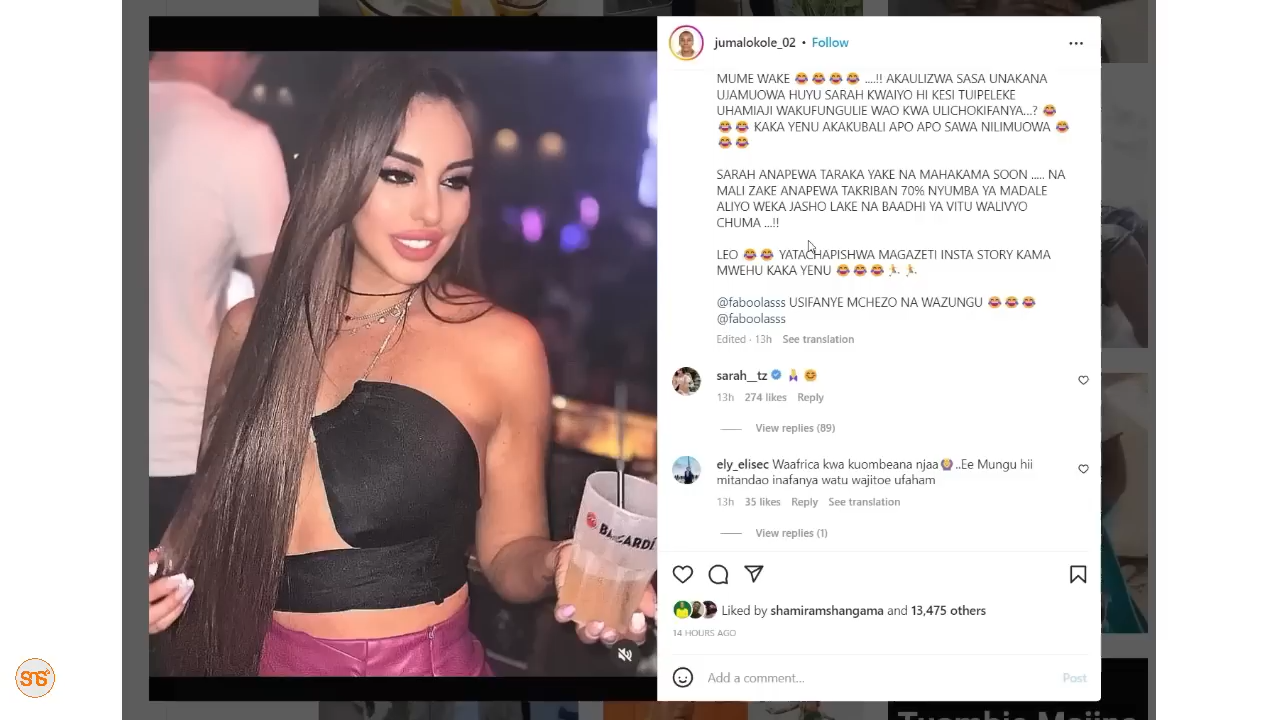 jumalokole_02 • Follow
MUME WAKE 😂😂😂😂 ....!! AKAULIZWA SASA UNAKANA
UJAMUOWA HUYU SARAH KWAIYO HI KESI TUIPELEKE
UHAMIAJI WAKUFUNGULIE WAO KWA ULICHOKIFANYA...? 😂
😂😂 KAKA YENU AKAKUBALI APO APO SAWA NILIMUOWA 😂
😂😂
SARAH ANAPEWA TARAKA YAKE NA MAHAKAMA SOON ..... NA
MALI ZAKE ANAPEWA TAKRIBAN 70% NYUMBA YA MADALE
ALIYO WEKA JASHO LAKE NA BAADHI YA VITU WALIVYO
CHUMA ...!!
LEO 😂😂 YATACHAPISHWA MAGAZETI INSTA STORY KAMA
MWEHU KAKA YENU 😂😂😂🏃🏃
@faboolasss USIFANYE MCHEZO NA WAZUNGU 😂😂😂
@faboolasss
Edited · 13h See translation
sarah__tz
13h 274 likes Reply
View replies (89)
ely_elisec Waafrica kwa kuombeana njaa🙆..Ee Mungu hii
mitandao inafanya watu wajitoe ufaham
13h 35 likes Reply See translation
View replies (1)
Liked by shamiramshangama and 13,475 others
14 HOURS AGO
Add a comment... Post
BACARDÍ
SNS